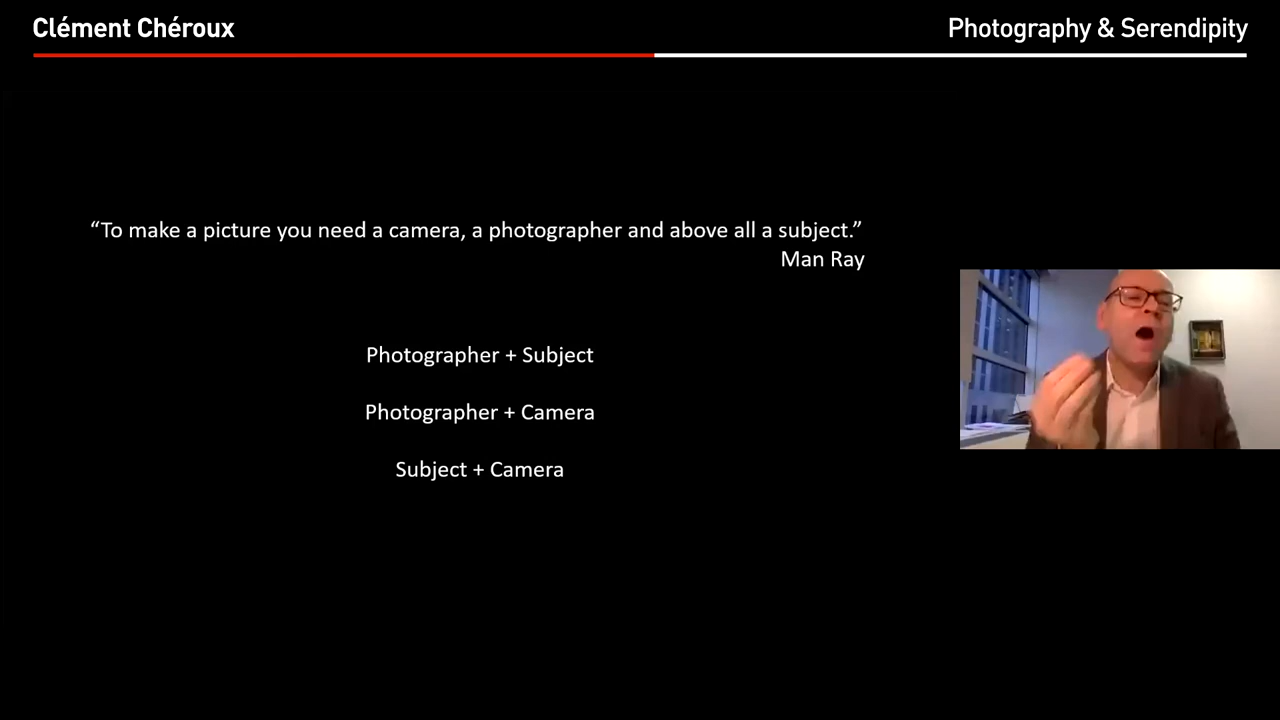 Clément Chéroux
Photography & Serendipity
“To make a picture you need a camera, a photographer and above all a subject.”
Man Ray
Photographer + Subject
Photographer + Camera
Subject + Camera